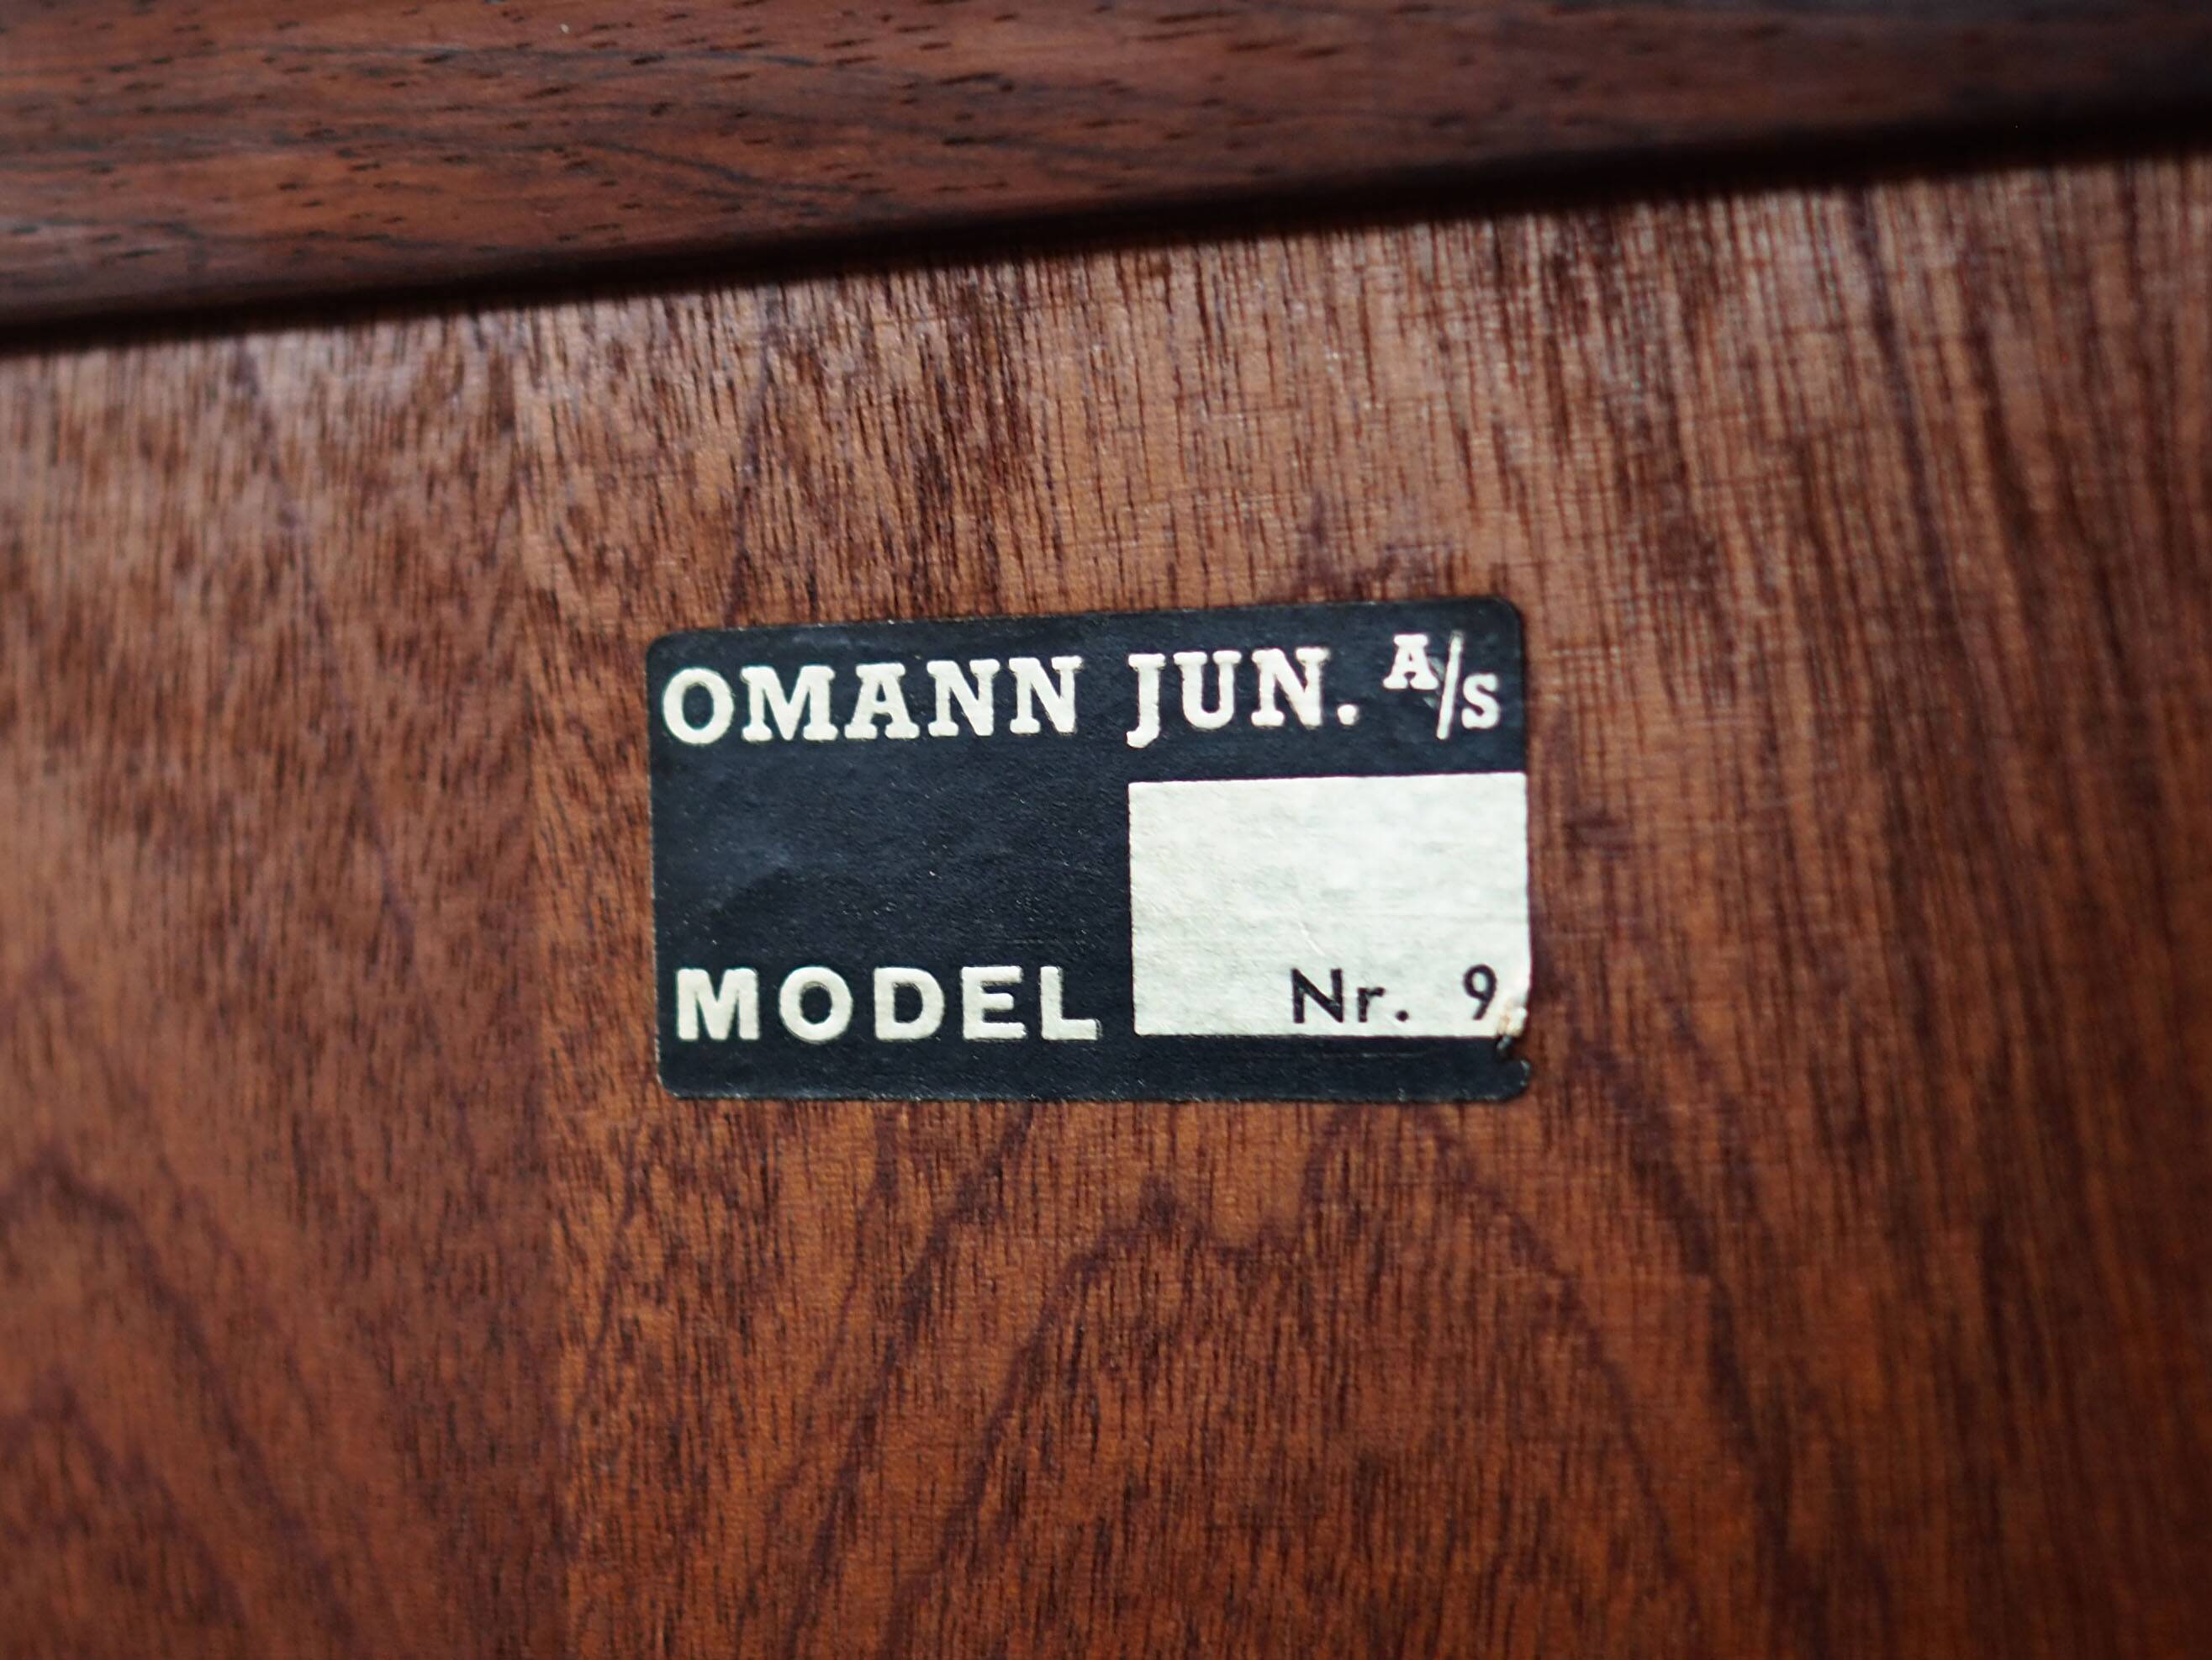 OMANN JUN. A/S
MODEL Nr. 9